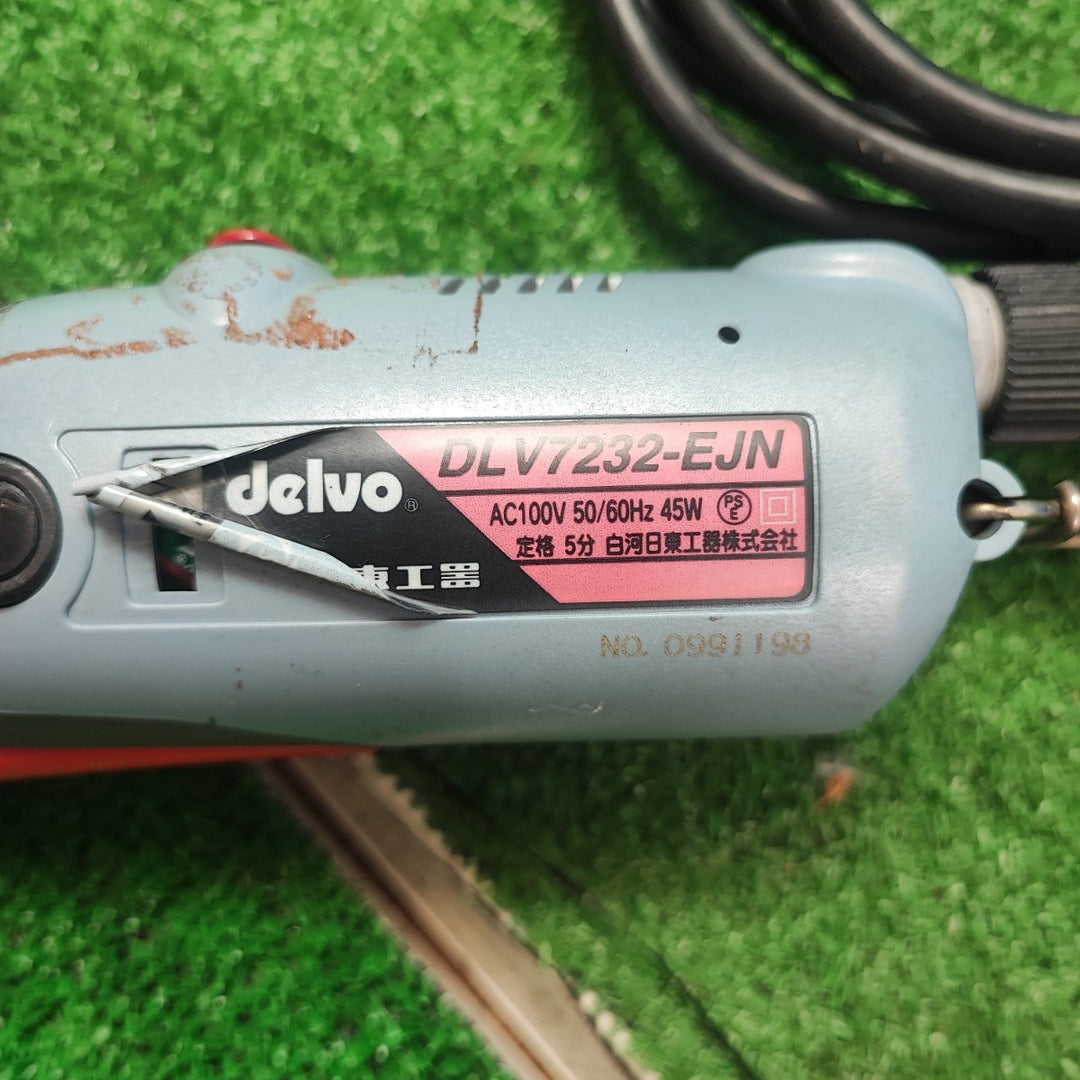 delvo®
DLV7232-EJN
AC100V 50/60Hz 45W PSE
定格 5分 白河日東工器株式会社
東工器
NO. 0991198